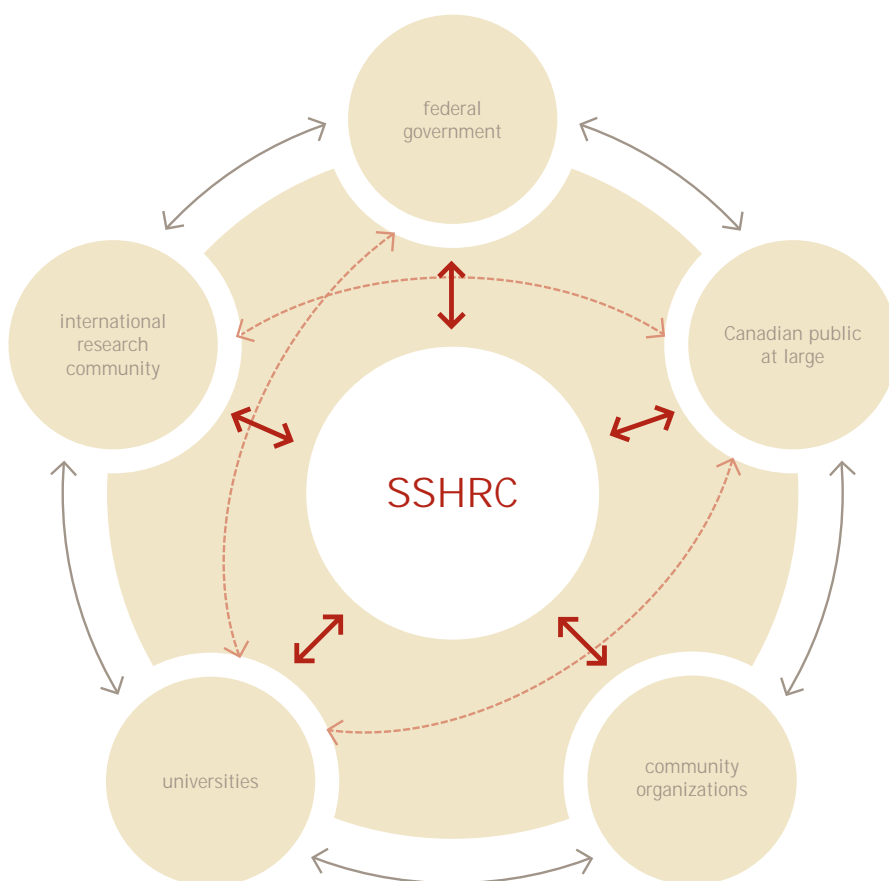 federal
government
international
research
community
Canadian public
at large
SSHRC
universities
community
organizations